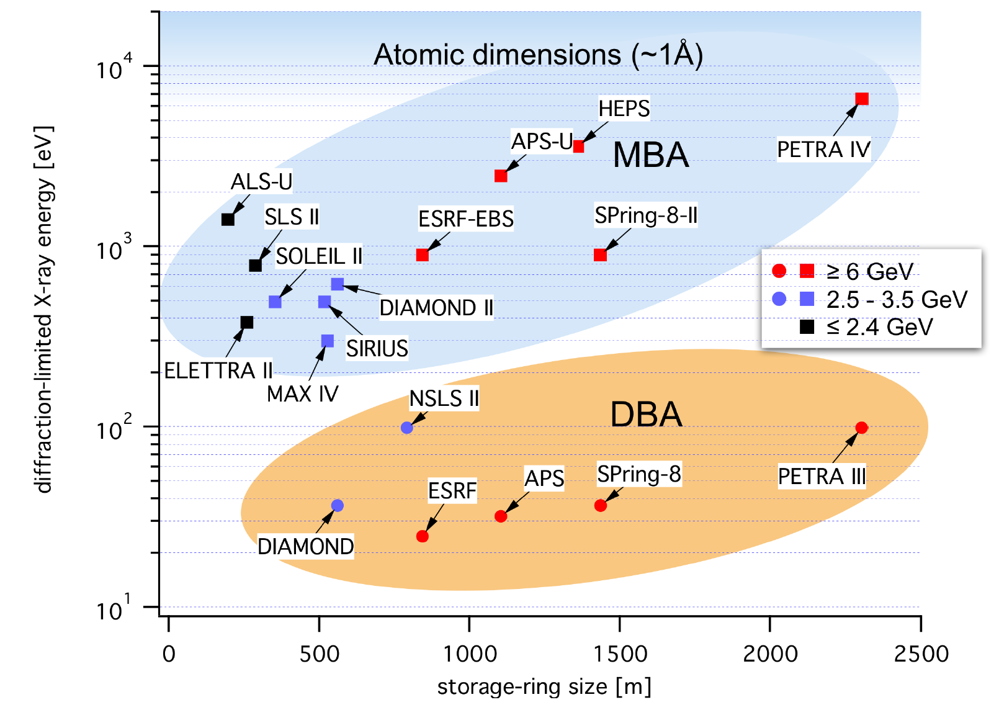 Atomic dimensions (~1Å)
10⁴
HEPS
APS-U
PETRA IV
MBA
ALS-U
SLS II
ESRF-EBS
SPring-8-II
10³
SOLEIL II
≥ 6 GeV
2.5 - 3.5 GeV
≤ 2.4 GeV
DIAMOND II
SIRIUS
ELETTRA II
MAX IV
NSLS II
DBA
10²
SPring-8
PETRA III
APS
ESRF
DIAMOND
10¹
0 500 1000 1500 2000 2500
storage-ring size [m]
diffraction-limited X-ray energy [eV]